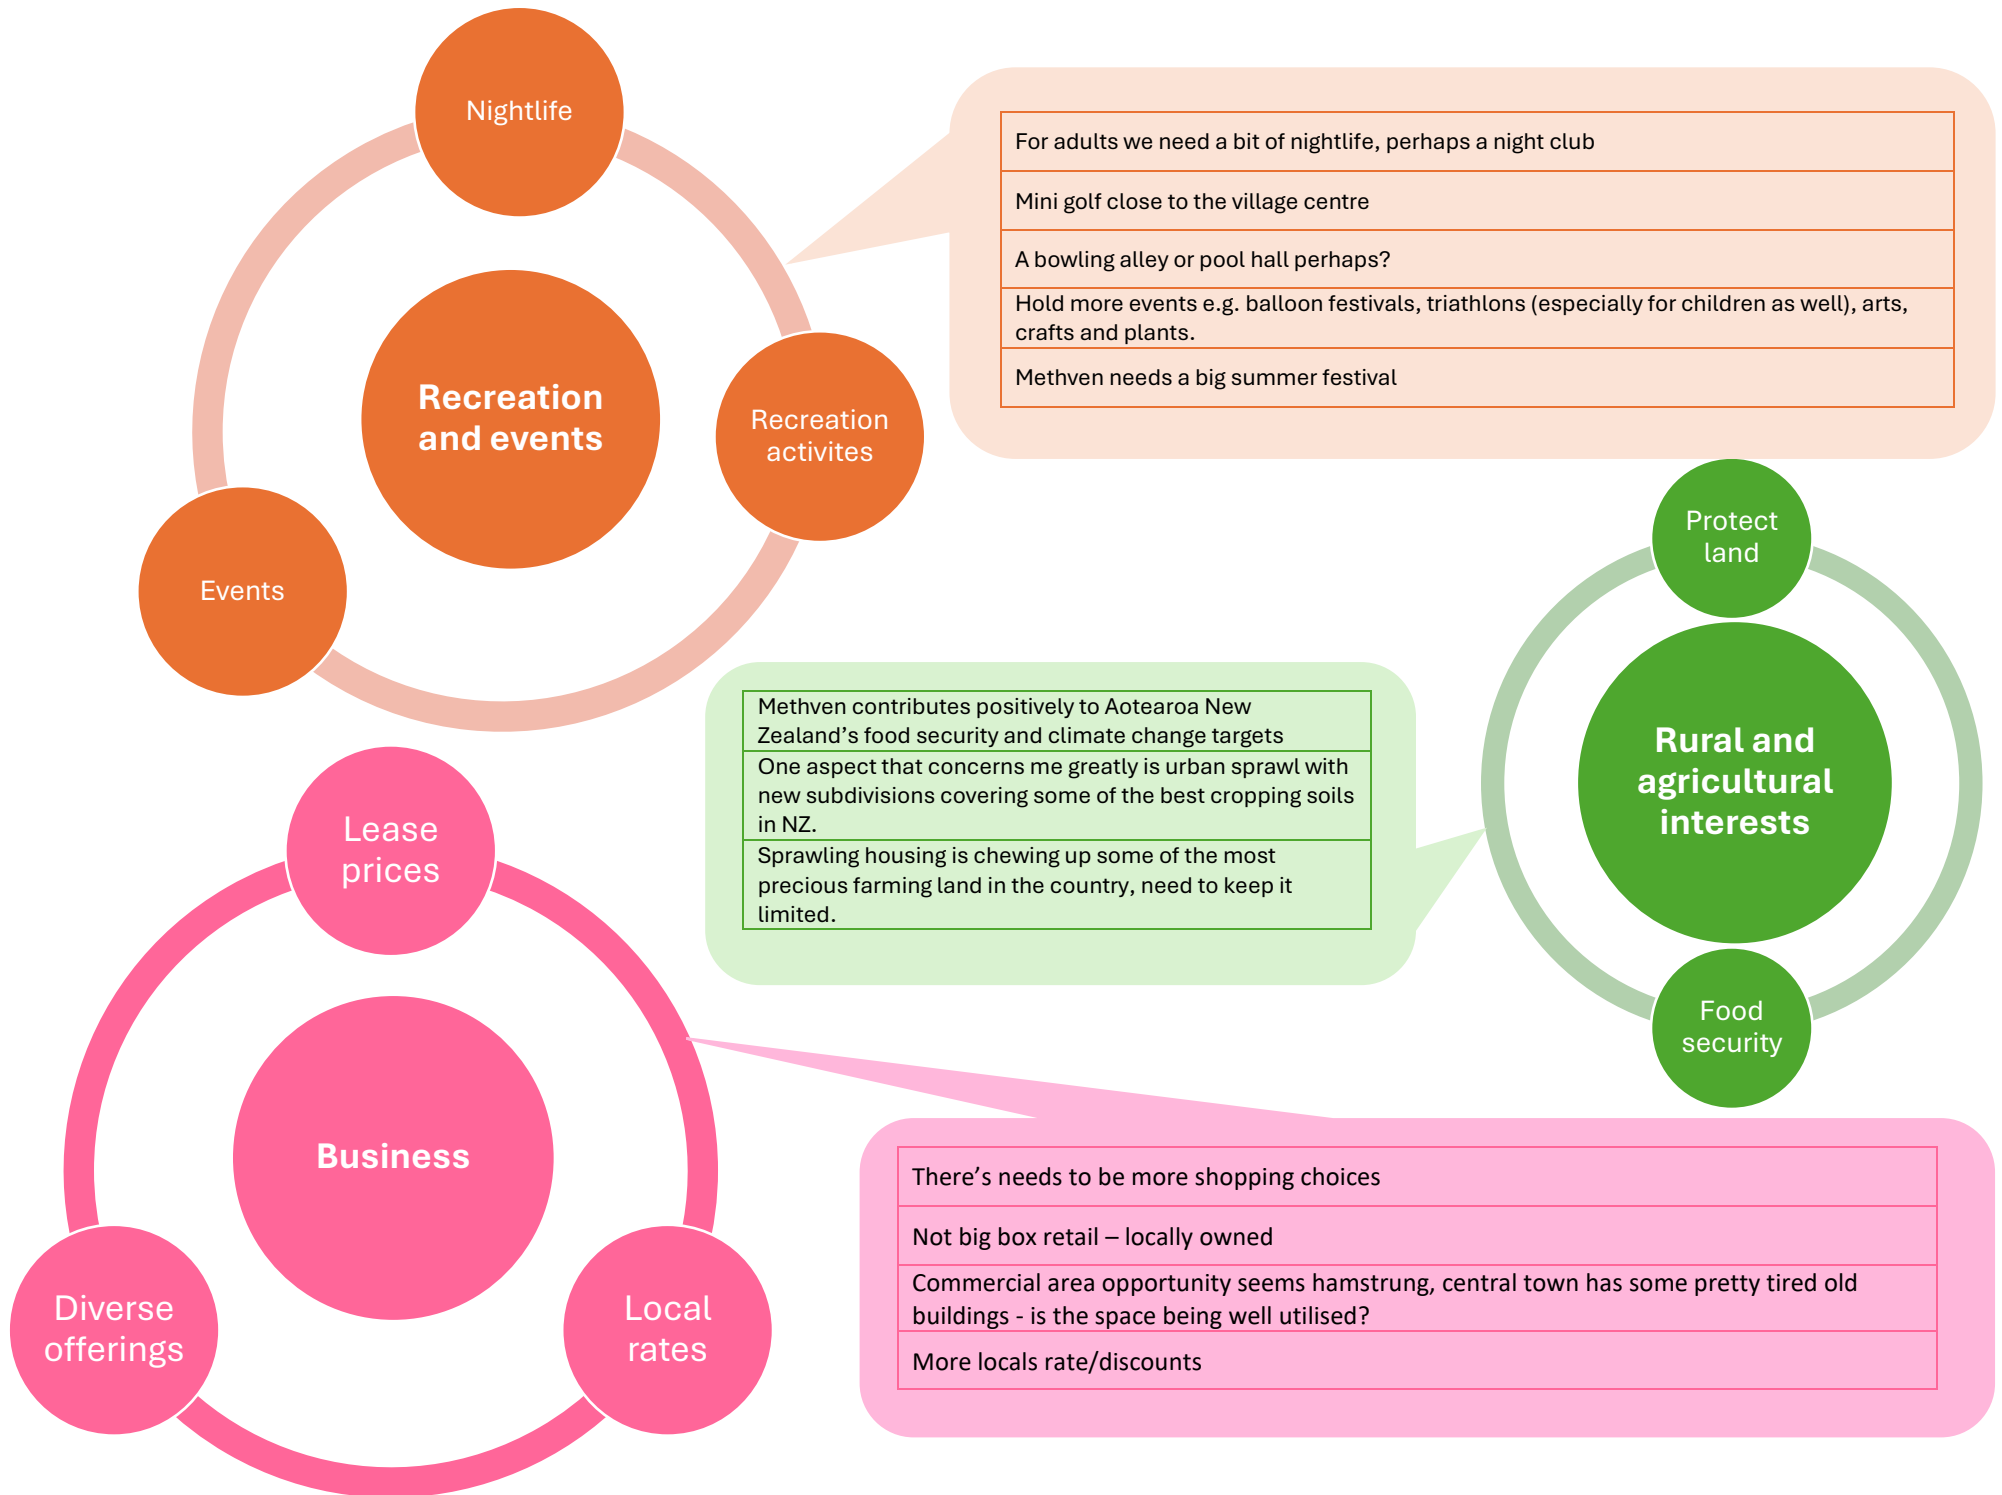 Nightlife
Recreation
and events
Recreation
activites
Events
For adults we need a bit of nightlife, perhaps a night club
Mini golf close to the village centre
A bowling alley or pool hall perhaps?
Hold more events e.g. balloon festivals, triathlons (especially for children as well), arts,
crafts and plants.
Methven needs a big summer festival
Protect
land
Rural and
agricultural
interests
Food
security
Methven contributes positively to Aotearoa New
Zealand’s food security and climate change targets
One aspect that concerns me greatly is urban sprawl with
new subdivisions covering some of the best cropping soils
in NZ.
Sprawling housing is chewing up some of the most
precious farming land in the country, need to keep it
limited.
Lease
prices
Business
Diverse
offerings
Local
rates
There’s needs to be more shopping choices
Not big box retail – locally owned
Commercial area opportunity seems hamstrung, central town has some pretty tired old
buildings - is the space being well utilised?
More locals rate/discounts